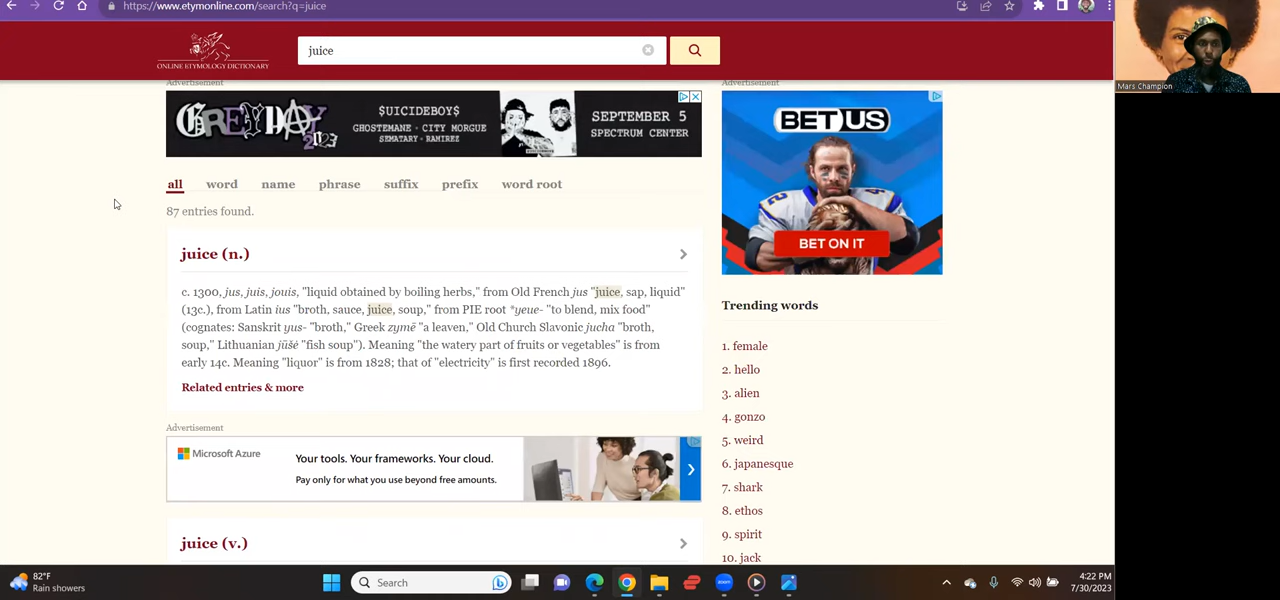 https://www.etymonline.com/search?q=juice
ONLINE ETYMOLOGY DICTIONARY
juice
Mars Champion
Advertisement
GREY DAY 2023
$UICIDEBOY$
GHOSTEMANE - CITY MORGUE
SEMATARY - RAMIREZ
SEPTEMBER 5
SPECTRUM CENTER
Advertisement
BETUS
BET ON IT
all word name phrase suffix prefix word root
87 entries found.
juice (n.)
c. 1300, jus, juis, jouis, "liquid obtained by boiling herbs," from Old French jus "juice, sap, liquid"
(13c.), from Latin ius "broth, sauce, juice, soup," from PIE root *yeue- "to blend, mix food"
(cognates: Sanskrit yus- "broth," Greek zymē "a leaven," Old Church Slavonic jucha "broth,
soup," Lithuanian jūšė "fish soup"). Meaning "the watery part of fruits or vegetables" is from
early 14c. Meaning "liquor" is from 1828; that of "electricity" is first recorded 1896.
Related entries & more
Advertisement
Microsoft Azure
Your tools. Your frameworks. Your cloud.
Pay only for what you use beyond free amounts.
juice (v.)
Trending words
1. female
2. hello
3. alien
4. gonzo
5. weird
6. japanesque
7. shark
8. ethos
9. spirit
10. jack
82°F
Rain showers
Search
zoom
4:22 PM
7/30/2023